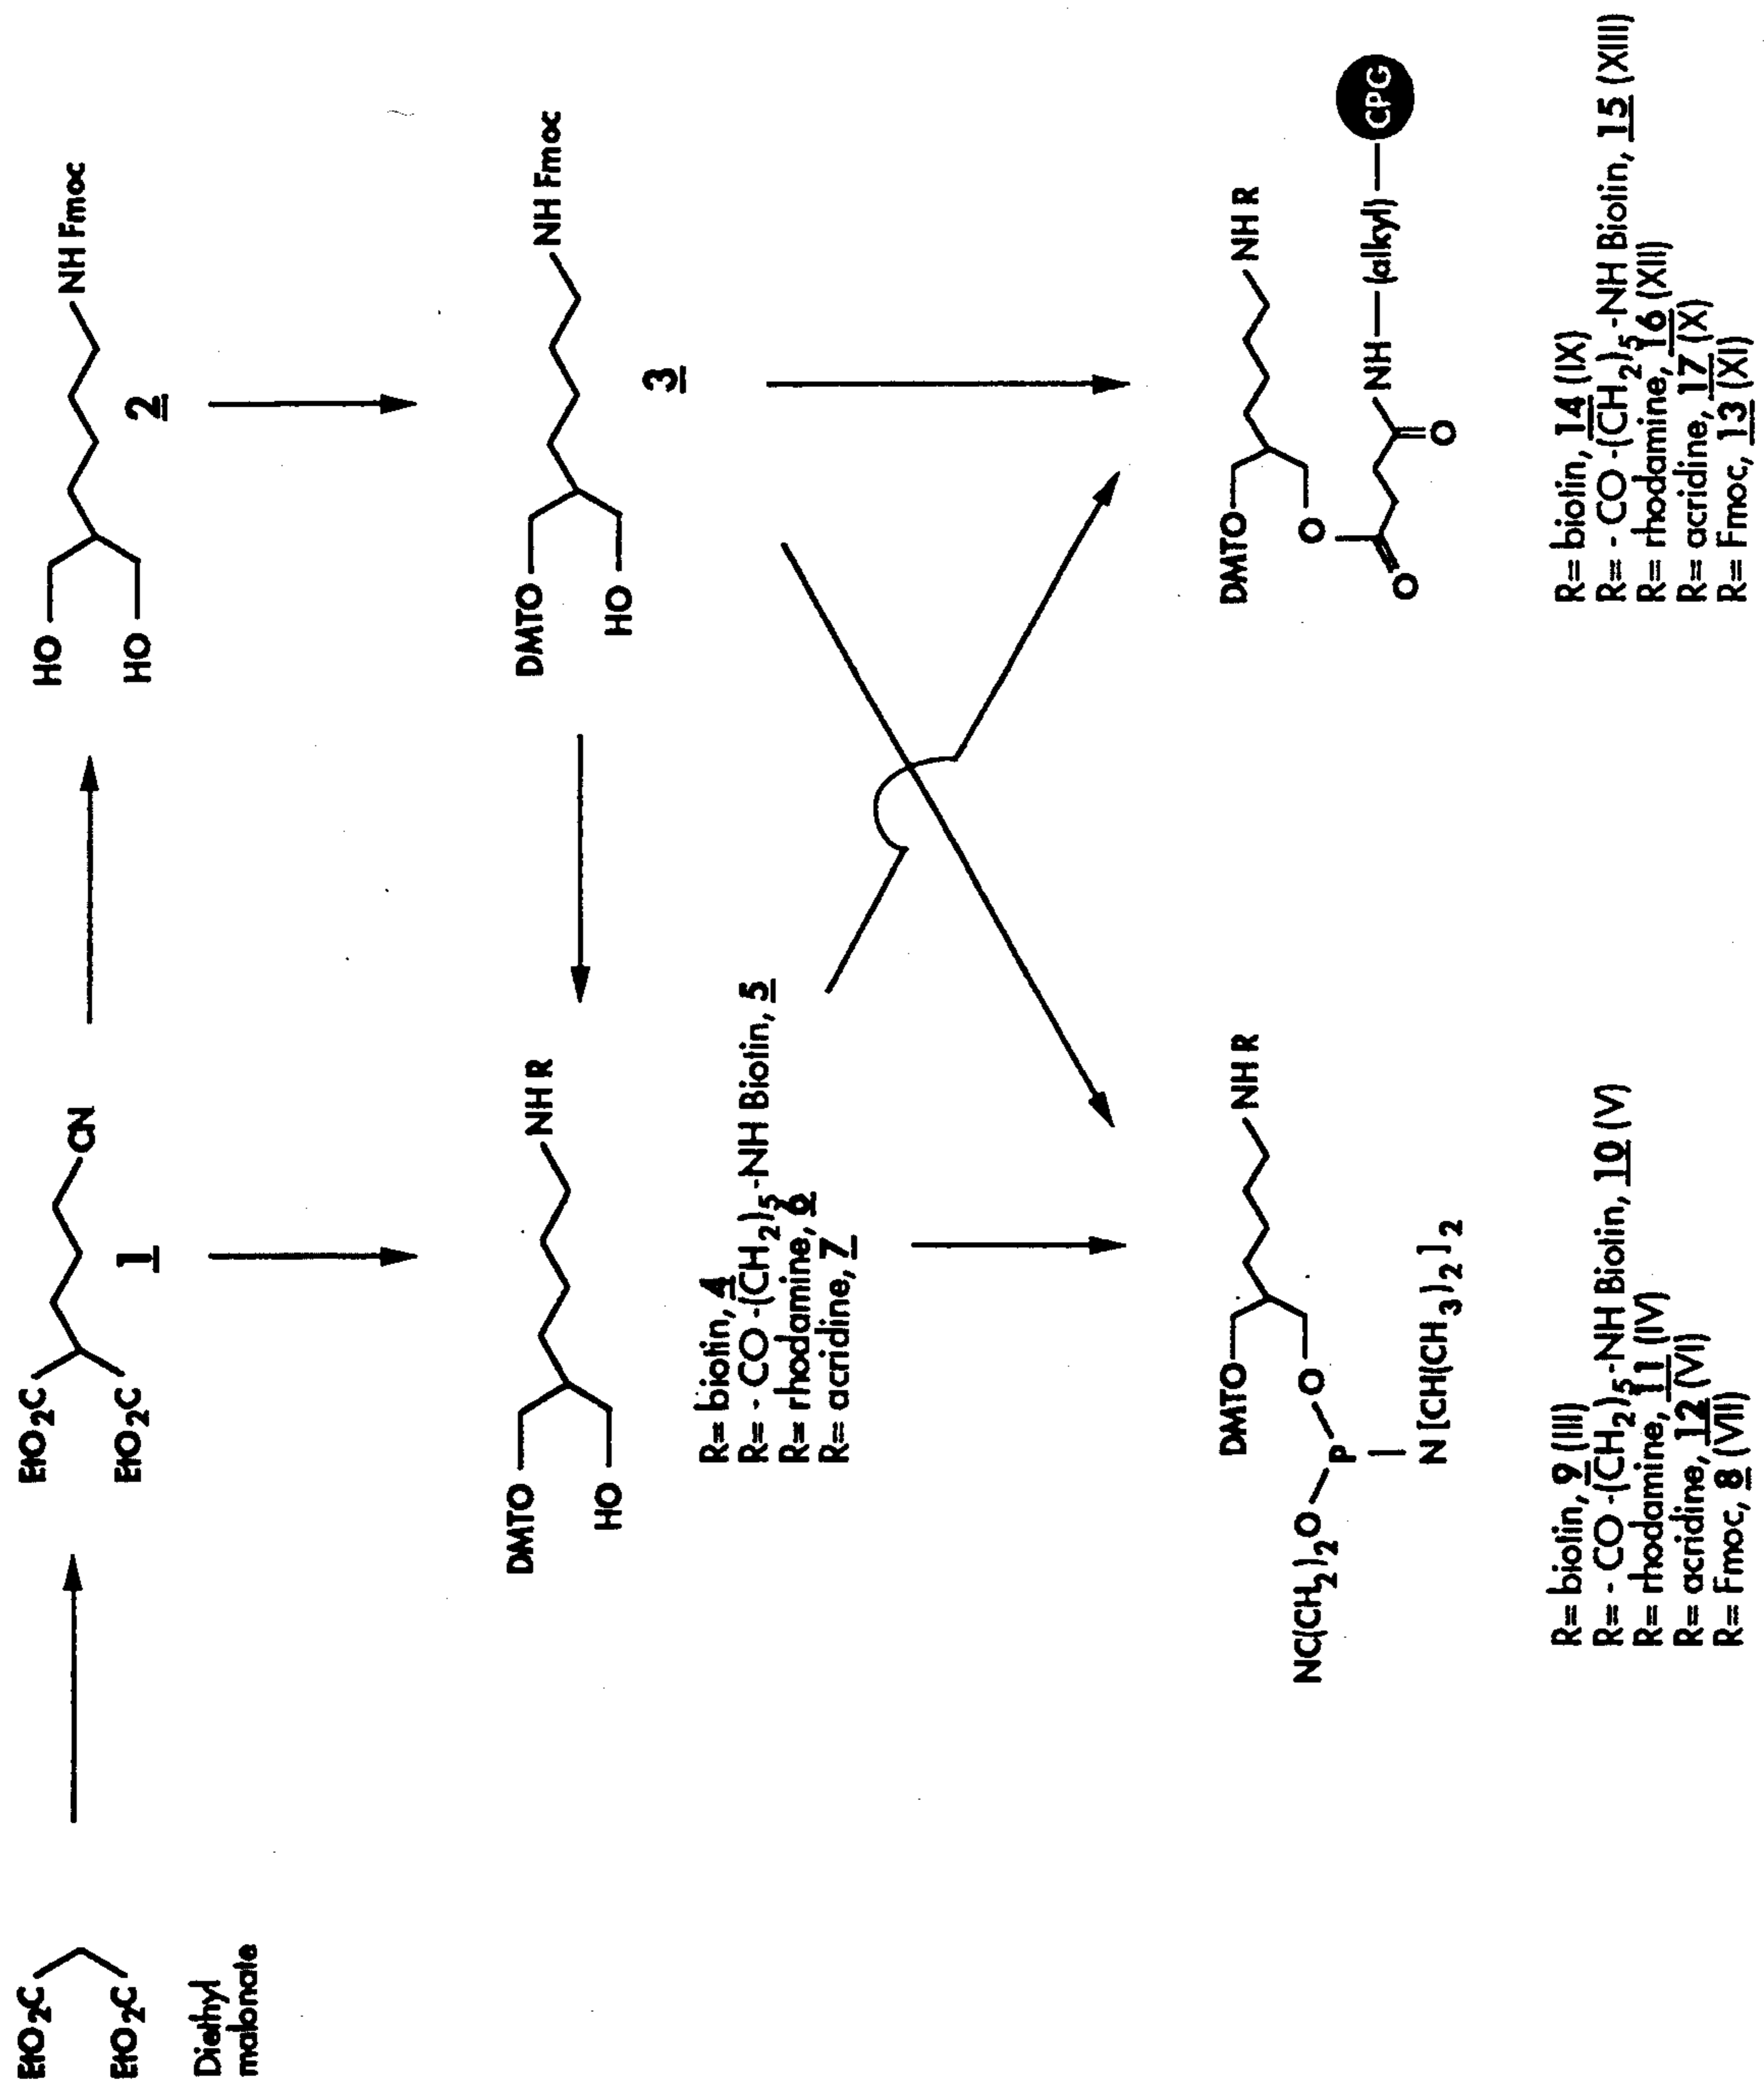 EtO2C
EtO2C
Diethyl
malonate
EtO2C
EtO2C
CN
1
HO
HO
NH Fmoc
2
DMTO
HO
NH R
R= biotin, 4
R= - CO -(CH2)5-NH Biotin, 5
R= rhodamine, 6
R= acridine, 7
DMTO
HO
NH Fmoc
3
DMTO
NH R
O
NC(CH2)2O
P
N [CH(CH3)2]2
R= biotin, 9 (III)
R= - CO -(CH2)5-NH Biotin, 10 (V)
R= rhodamine, 11 (IV)
R= acridine, 12 (VI)
R= Fmoc, 8 (VII)
DMTO
NH R
O
O
O
NH
(alkyl)
CPG
R= biotin, 14 (IX)
R= - CO -(CH2)5-NH Biotin, 15 (XIII)
R= rhodamine, 16 (XII)
R= acridine, 17 (X)
R= Fmoc, 13 (XI)